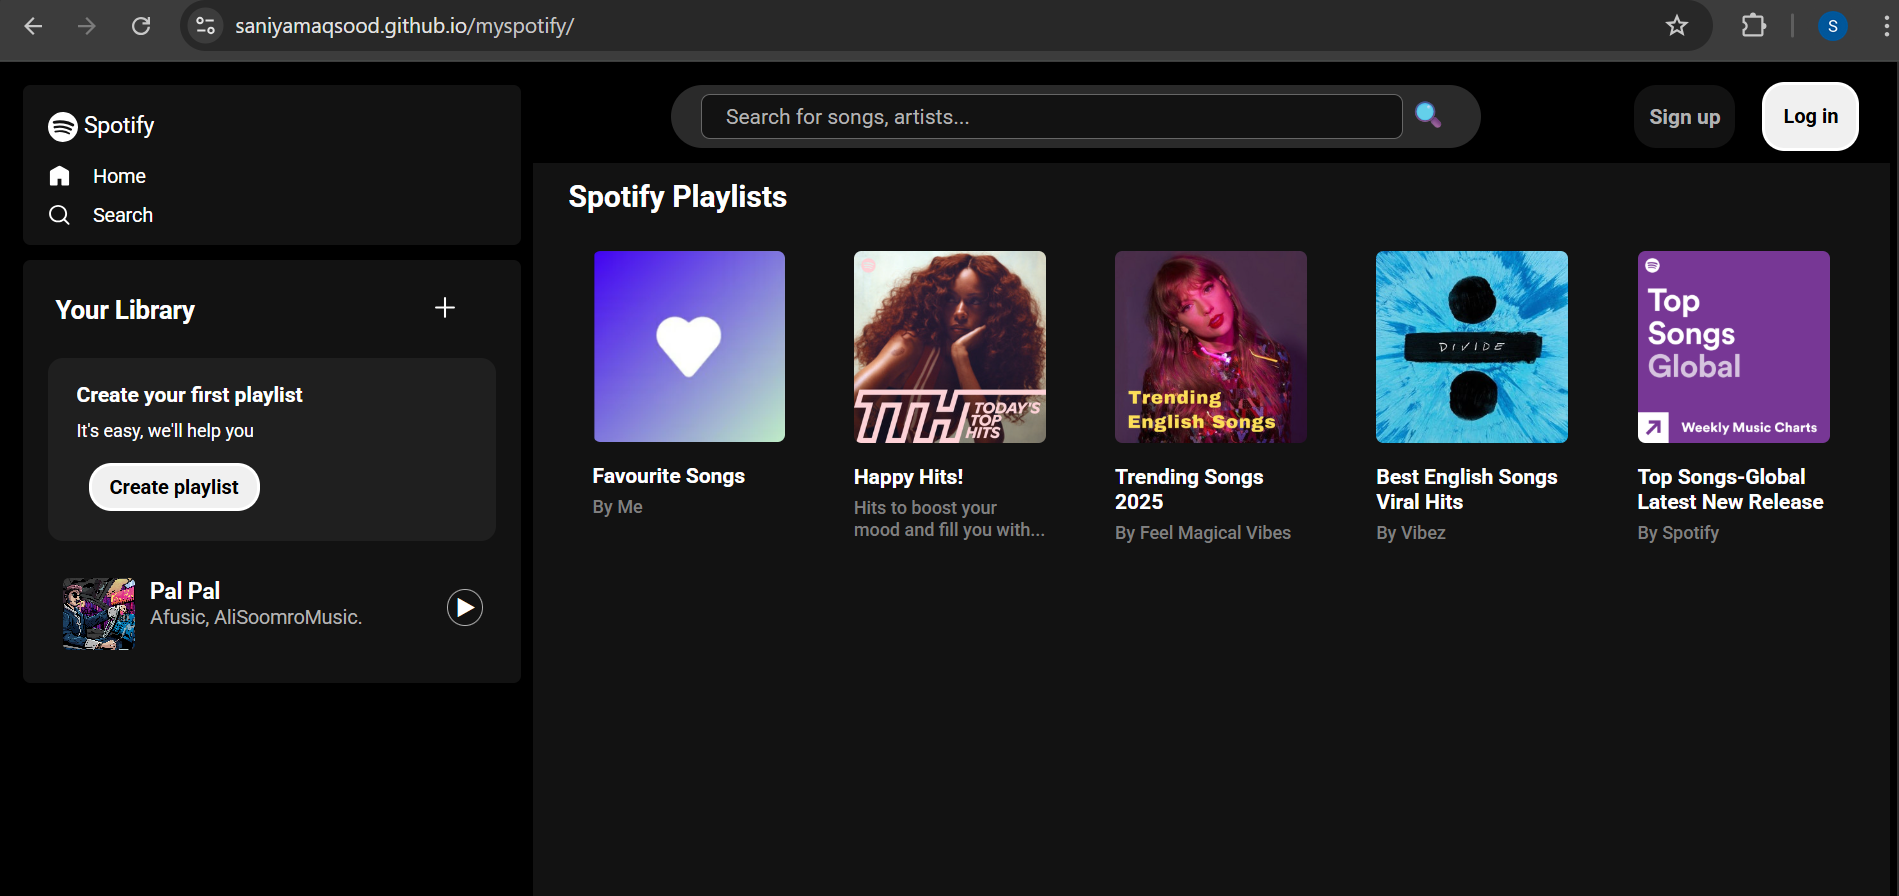 saniyamaqsood.github.io/myspotify/
S
Spotify
Home
Search
Your Library
Create your first playlist
It's easy, we'll help you
Create playlist
Pal Pal
Afusic, AliSoomroMusic.
Search for songs, artists...
Sign up
Log in
Spotify Playlists
TTH
TODAY'S
TOP
HITS
Trending
English Songs
DIVIDE
Top
Songs
Global
Weekly Music Charts
Favourite Songs
By Me
Happy Hits!
Hits to boost your
mood and fill you with...
Trending Songs
2025
By Feel Magical Vibes
Best English Songs
Viral Hits
By Vibez
Top Songs-Global
Latest New Release
By Spotify